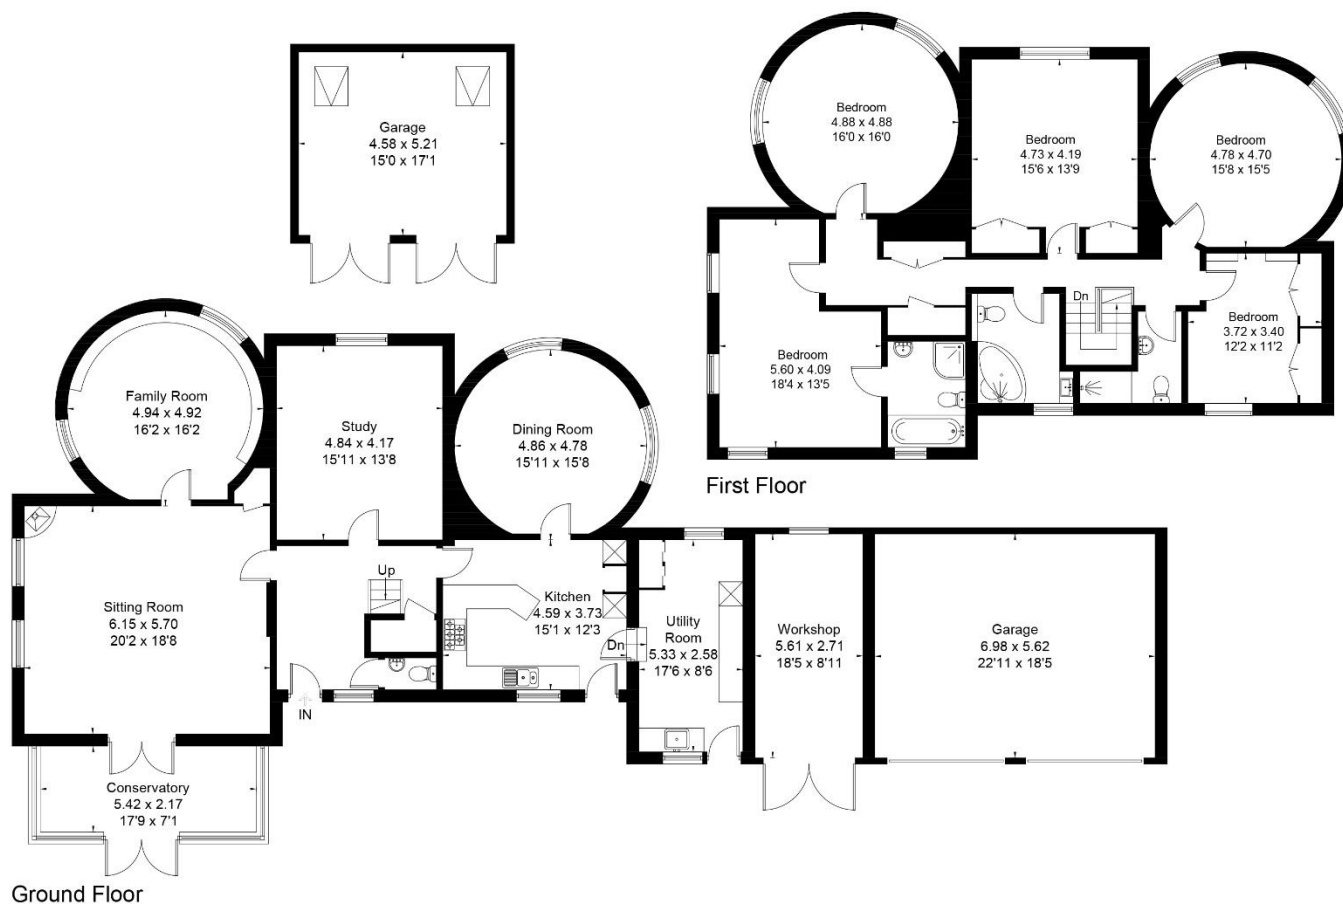 Garage
4.58 x 5.21
15'0 x 17'1
Bedroom
4.88 x 4.88
16'0 x 16'0
Bedroom
4.73 x 4.19
15'6 x 13'9
Bedroom
4.78 x 4.70
15'8 x 15'5
Bedroom
5.60 x 4.09
18'4 x 13'5
Dn
Bedroom
3.72 x 3.40
12'2 x 11'2
First Floor
Family Room
4.94 x 4.92
16'2 x 16'2
Study
4.84 x 4.17
15'11 x 13'8
Dining Room
4.86 x 4.78
15'11 x 15'8
Sitting Room
6.15 x 5.70
20'2 x 18'8
Up
Kitchen
4.59 x 3.73
15'1 x 12'3
Dn
Utility
Room
5.33 x 2.58
17'6 x 8'6
Workshop
5.61 x 2.71
18'5 x 8'11
Garage
6.98 x 5.62
22'11 x 18'5
IN
Conservatory
5.42 x 2.17
17'9 x 7'1
Ground Floor